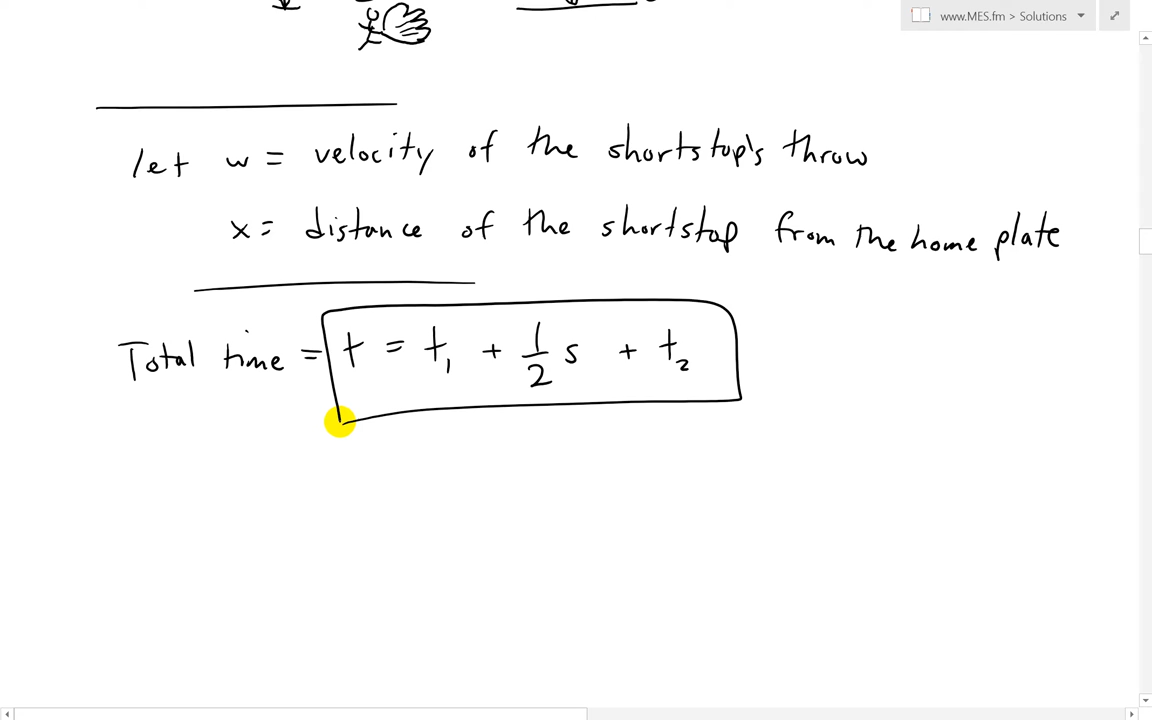 www.MES.fm > Solutions
let w = velocity of the shortstop's throw
x = distance of the shortstop from the home plate
Total time = t = t₁ + 1/2 s + t₂